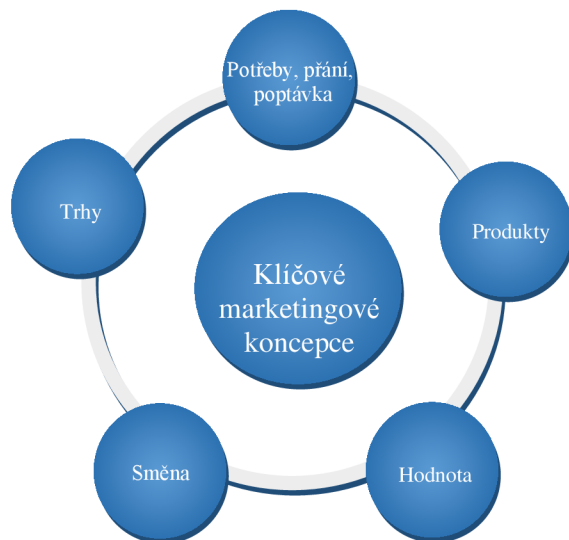 Potřeby, přání,
poptávka
Trhy
Produkty
Klíčové
marketingové
koncepce
Směna
Hodnota